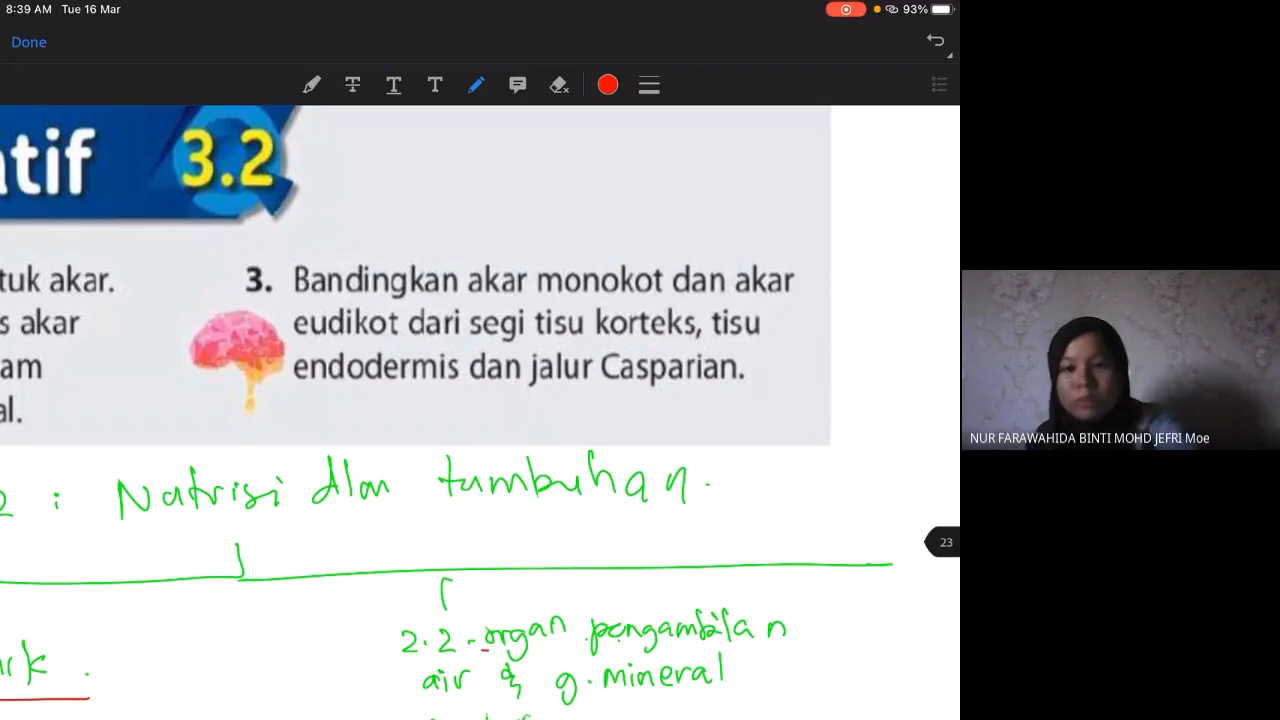 8:39 AM Tue 16 Mar
93%
Done
atif 3.2
tuk akar.
s akar
am
al.
3. Bandingkan akar monokot dan akar
eudikot dari segi tisu korteks, tisu
endodermis dan jalur Casparian.
2 : Natrisi dlm tumbuhan.
23
2.2 - organ pengambilan
air & g. mineral
NUR FARAWAHIDA BINTI MOHD JEFRI Moe